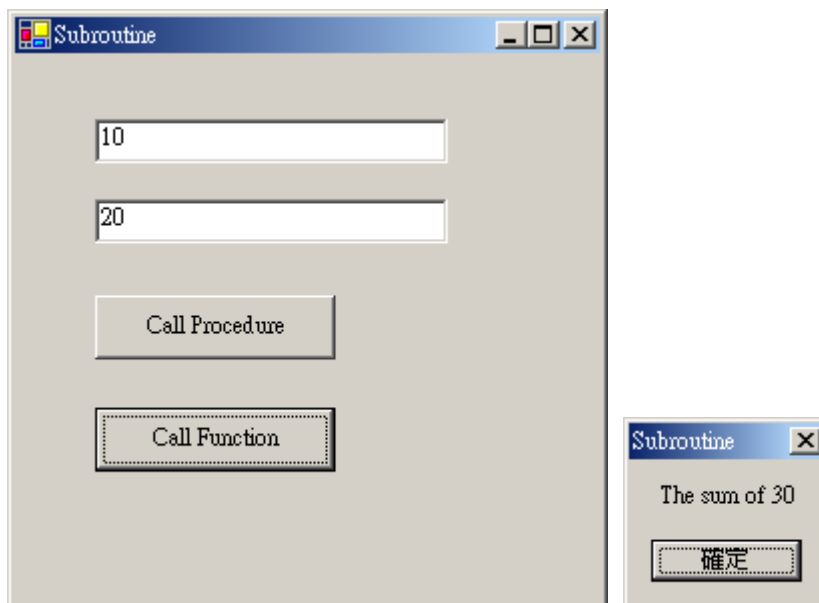 Subroutine
10
20
Call Procedure
Call Function
Subroutine
The sum of 30
確定